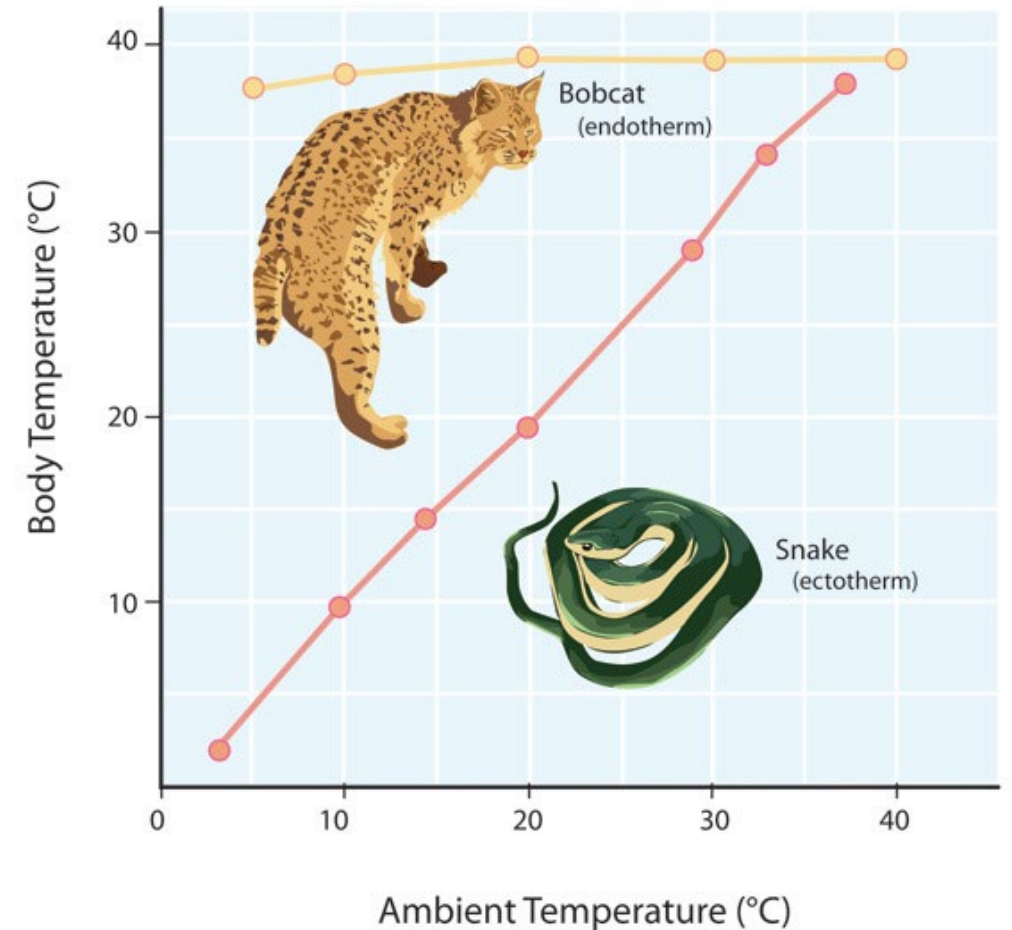 40
30
20
10
Body Temperature (°C)
Bobcat
(endotherm)
Snake
(ectotherm)
0
10
20
30
40
Ambient Temperature (°C)